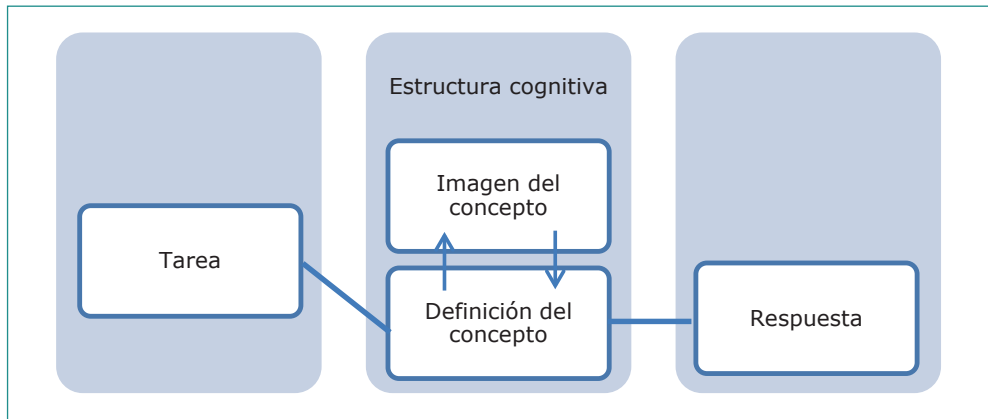 Estructura cognitiva
Imagen del
concepto
Tarea
Definición del
concepto
Respuesta